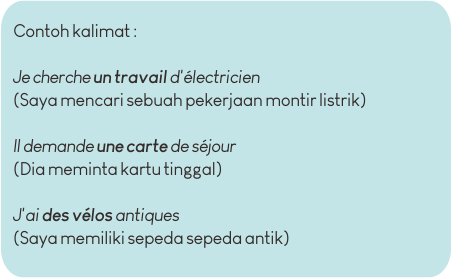 Contoh kalimat :
Je cherche un travail d'électricien
(Saya mencari sebuah pekerjaan montir listrik)
Il demande une carte de séjour
(Dia meminta kartu tinggal)
J'ai des vélos antiques
(Saya memiliki sepeda sepeda antik)